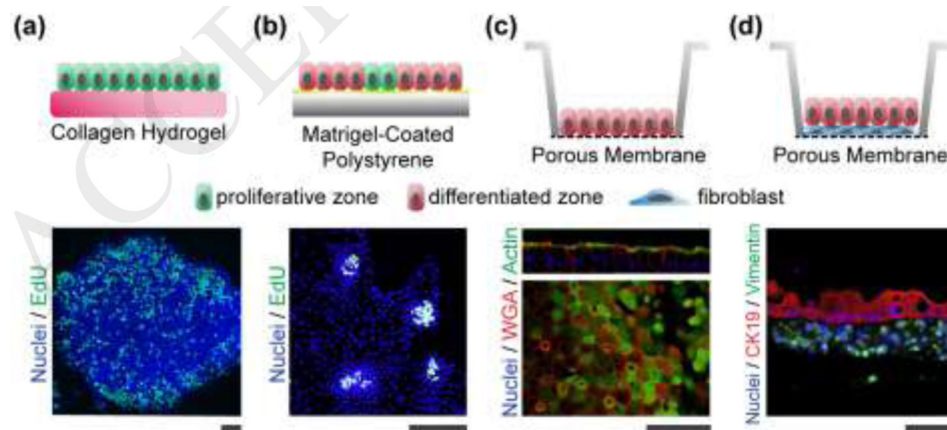 (a)
(b)
(c)
(d)
Collagen Hydrogel
Matrigel-Coated
Polystyrene
Porous Membrane
Porous Membrane
proliferative zone
differentiated zone
fibroblast
Nuclei / EdU
Nuclei / EdU
Nuclei / WGA / Actin
Nuclei / CK19 / Vimentin